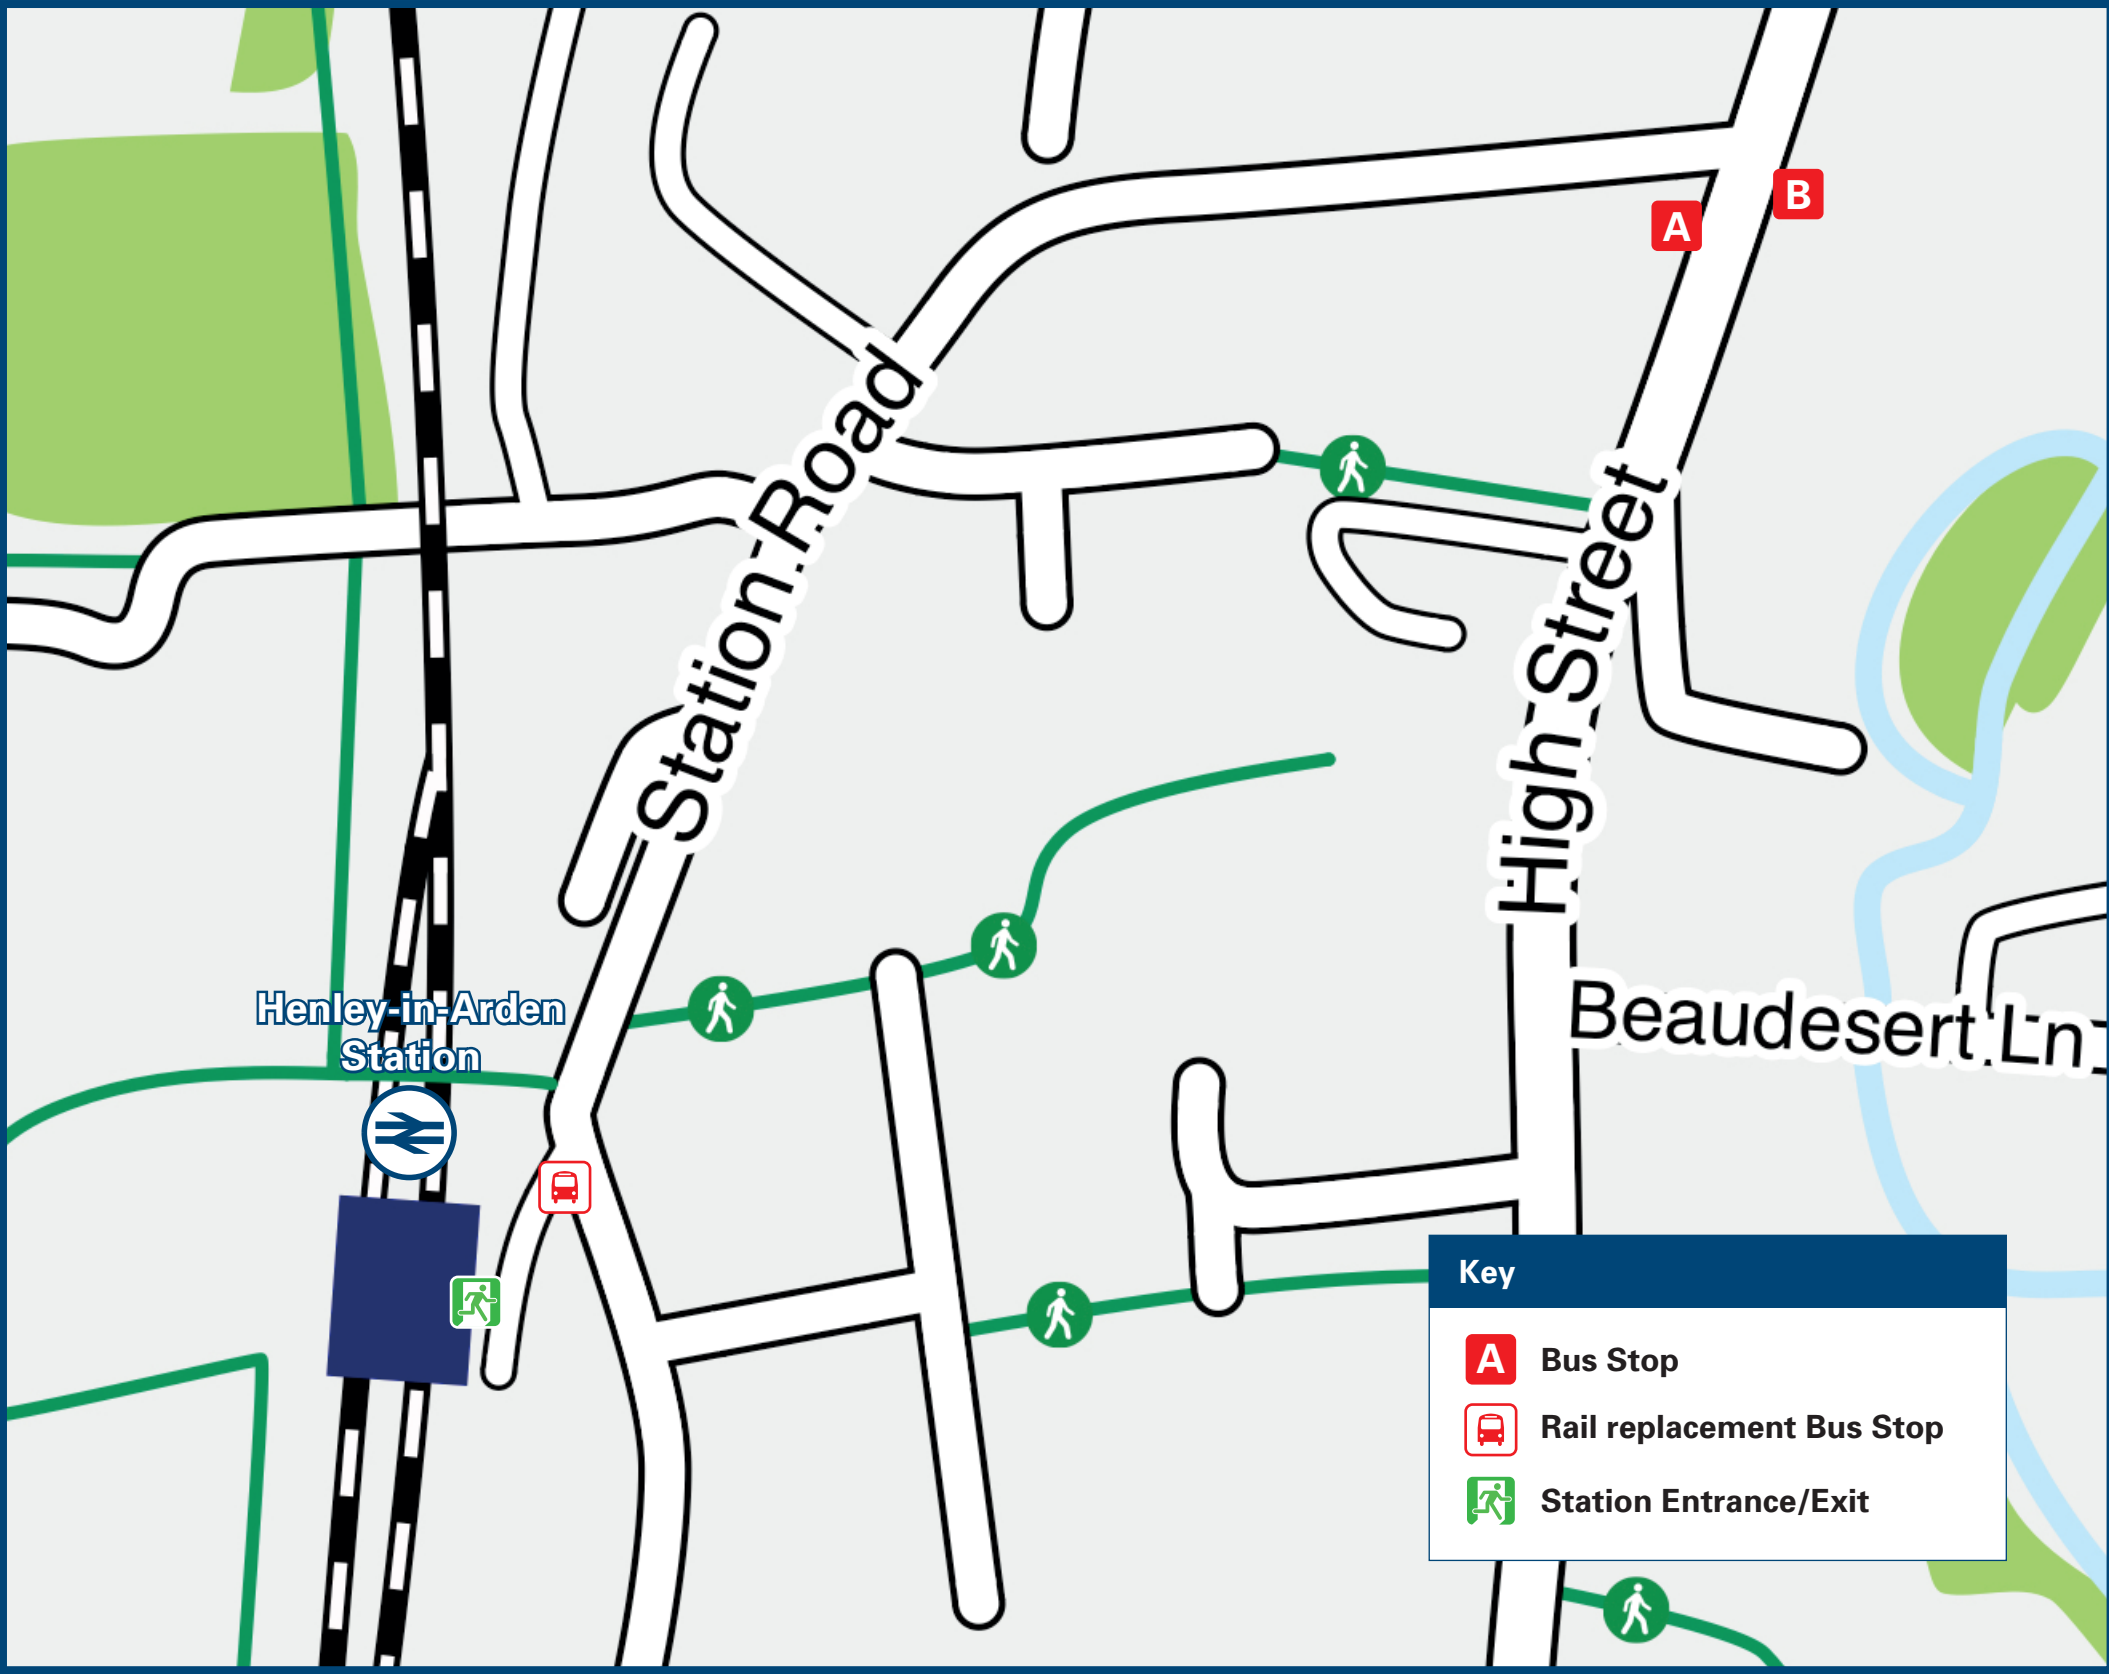 A
B
Station Road
High Street
Henley-in-Arden
Station
Beaudesert Ln
Key
A Bus Stop
Rail replacement Bus Stop
Station Entrance/Exit